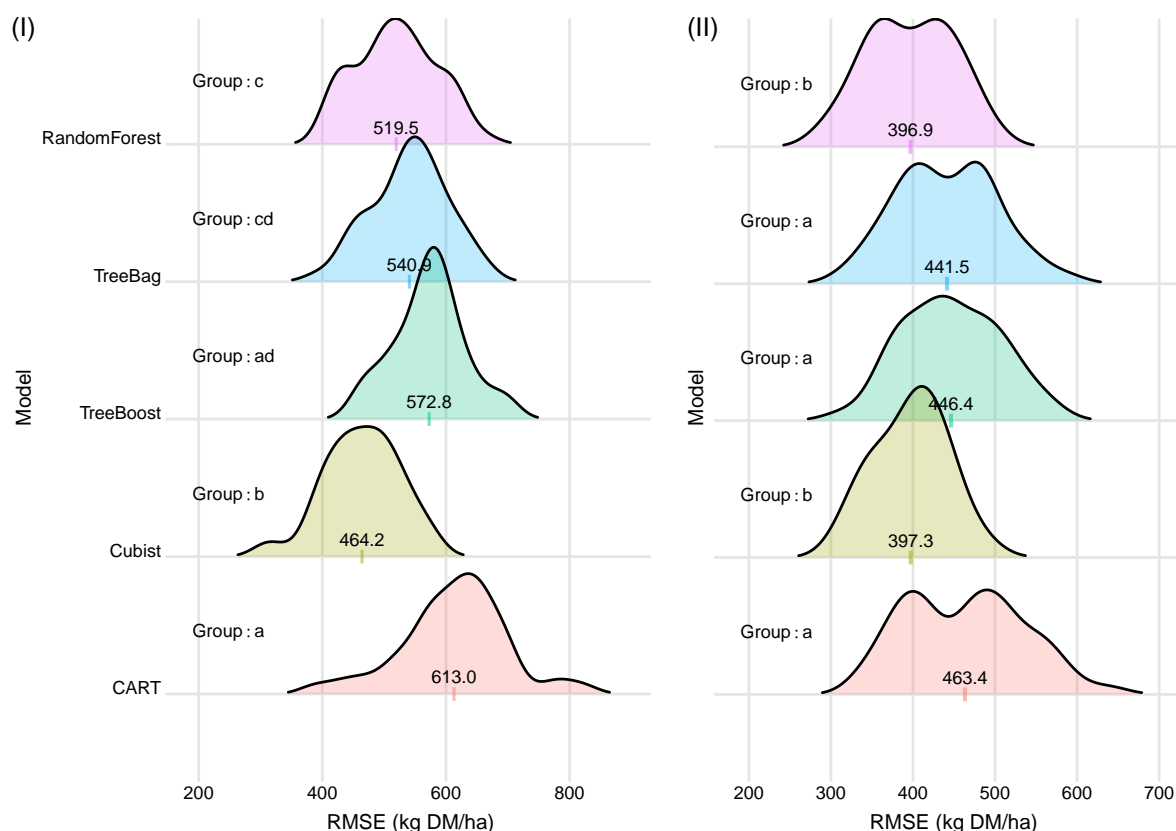 (I)
Group : c
519.5
RandomForest
Group : cd
540.9
TreeBag
Group : ad
572.8
TreeBoost
Group : b
464.2
Cubist
Group : a
613.0
CART
Model
200 400 600 800
RMSE (kg DM/ha)
(II)
Group : b
396.9
Group : a
441.5
Group : a
446.4
Group : b
397.3
Group : a
463.4
Model
200 300 400 500 600 700
RMSE (kg DM/ha)